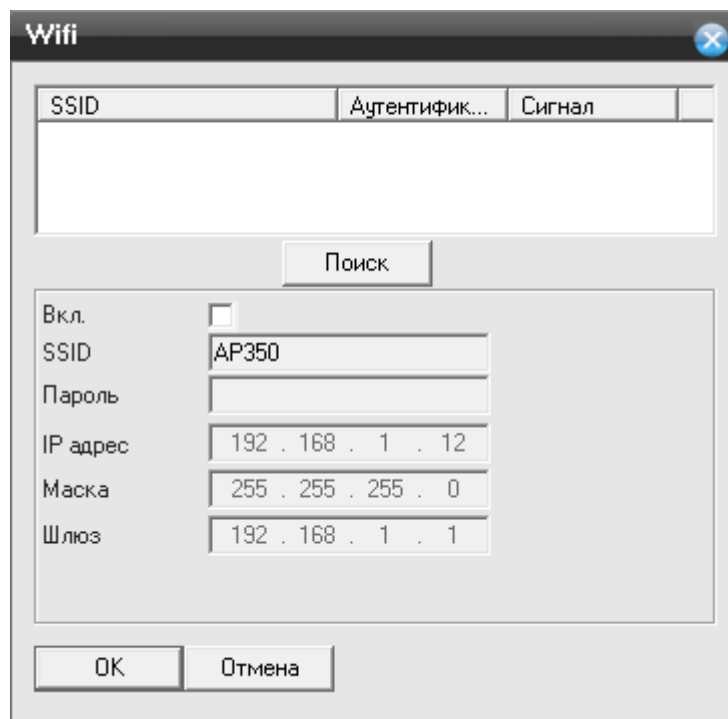 Wifi
SSID Аутентифик... Сигнал
Поиск
Вкл.
SSID AP350
Пароль
IP адрес 192 . 168 . 1 . 12
Маска 255 . 255 . 255 . 0
Шлюз 192 . 168 . 1 . 1
OK Отмена